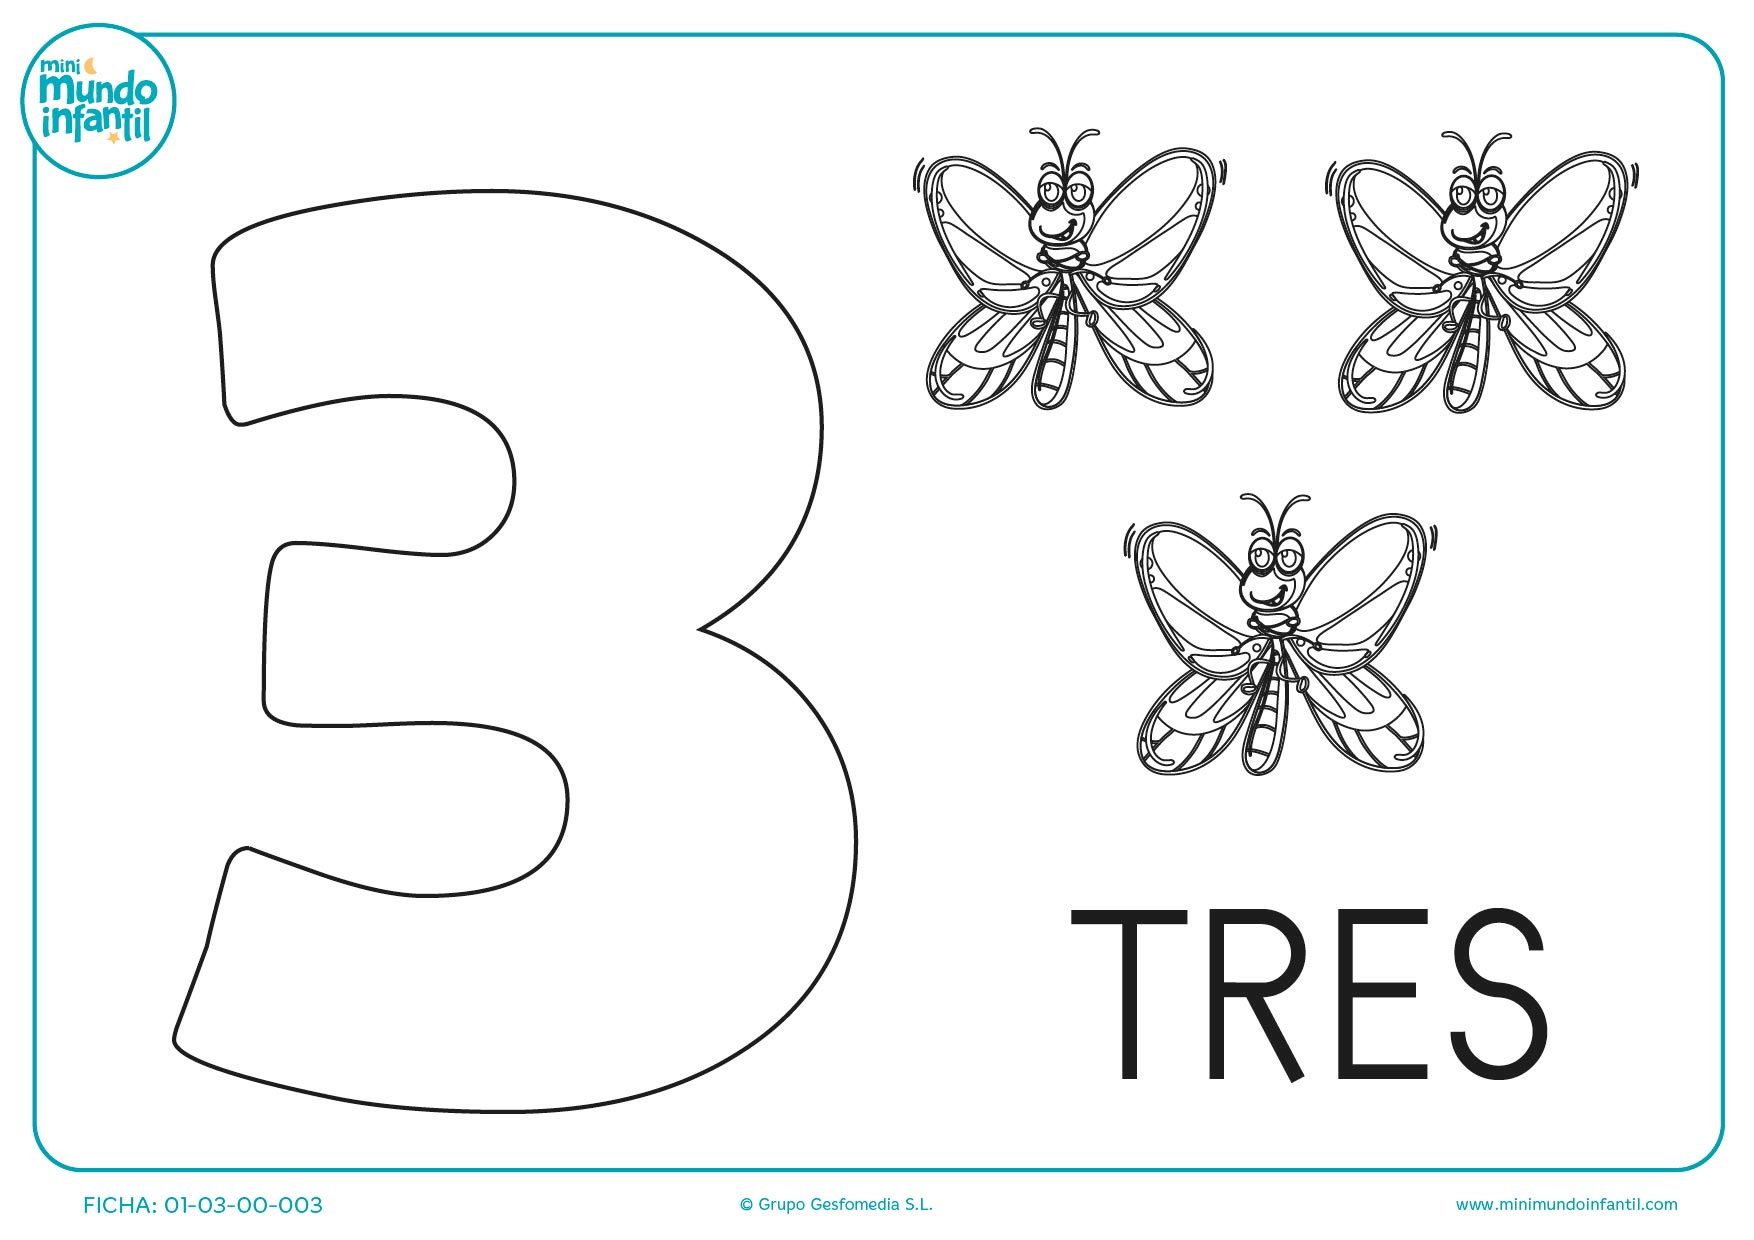 mini
mundo
infantil
3
TRES
FICHA: 01-03-00-003
© Grupo Gesfomedia S.L.
www.minimundoinfantil.com